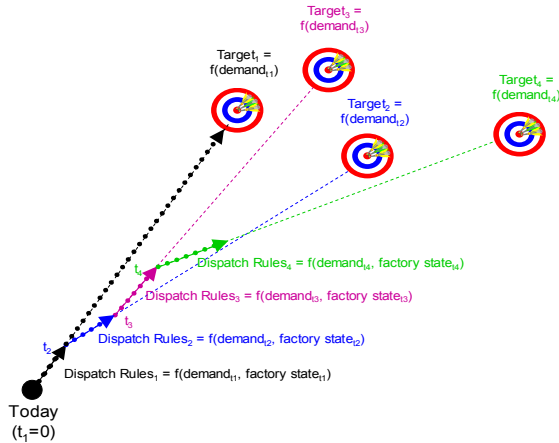 Target₃ =
f(demandₜ₃)
Target₁ =
f(demandₜ₁)
Target₄ =
f(demandₜ₄)
Target₂ =
f(demandₜ₂)
t₄
Dispatch Rules₄ = f(demandₜ₄, factory stateₜ₄)
Dispatch Rules₃ = f(demandₜ₃, factory stateₜ₃)
t₃
t₂
Dispatch Rules₂ = f(demandₜ₂, factory stateₜ₂)
Dispatch Rules₁ = f(demandₜ₁, factory stateₜ₁)
Today
(t₁=0)